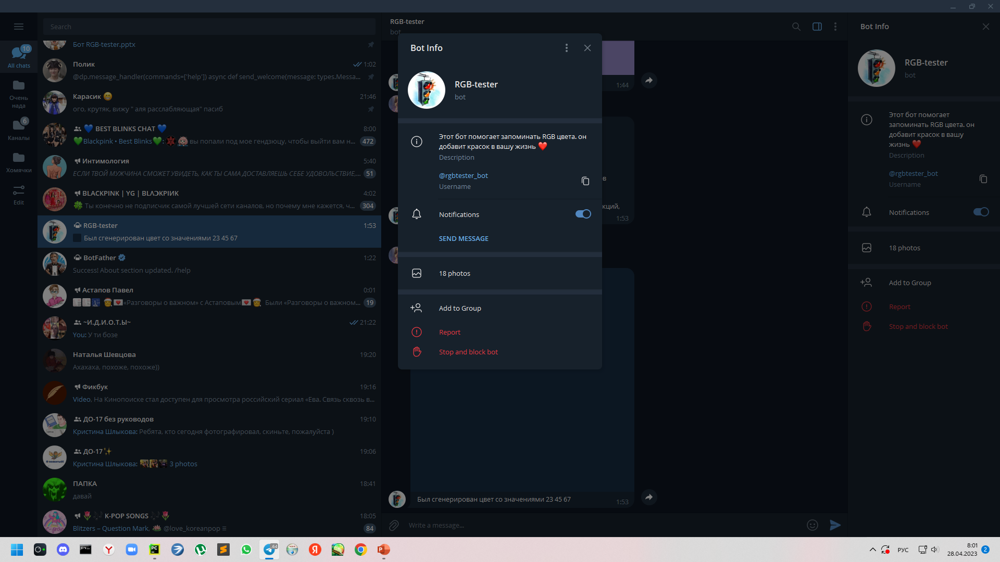 Search
10
All chats
Очень
нада
6
Каналы
Хомячки
Edit
Бот RGB-tester.pptx
Полик
1:02
@dp.message_handler(commands=['help']) async def send_welcome(message: types.Messa...
Карасик
21:46
ого, крутяк, вижу " аля расслабляющая" пасиб
BEST BLINKS CHAT
8:00
Blackpink • Best Blinks : вы попали под мое гендзюцу, чтобы выйти вам н...
472
Интимология
5:40
ЕСЛИ ТВОЙ МУЖЧИНА СМОЖЕТ УВИДЕТЬ, КАК ТЫ САМА ДОСТАВЛЯЕШЬ СЕБЕ УДОВОЛЬСТВИЕ,...
51
BLACKPINK | YG | BLΛƆKPIИK
4:02
Ты конечно не подписчик самой лучшей сети каналов, но почему мне кажется, ч...
304
RGB-tester
1:53
Был сгенерирован цвет со значениями 23 45 67
BotFather
1:22
Success! About section updated. /help
Астапов Павел
0:01
«Разговоры о важном» с Астаповым Были «Разговоры о важном...
19
~И.Д.И.О.Т.Ы~
21:22
You: У ти бозе
Наталья Шевцова
19:20
Ахахаха, похоже, похоже))
Фикбук
19:16
Video, На Кинопоиске стал доступен для просмотра российский сериал «Ева. Связь сквозь в...
ДО-17 без руководов
19:10
Кристина Шлыкова: Ребята, кто сегодня фотографировал, скиньте, пожалуйста )
ДО-17
19:06
Кристина Шлыкова: 3 photos
ПАПКА
18:41
давай
K-POP SONGS
18:05
Blitzers – Question Mark, @love_koreanpop ☰
84
RGB-tester
bot
1:44
в
кций,
1:53
Был сгенерирован цвет со значениями 23 45 67
1:53
Write a message...
Bot Info
RGB-tester
bot
Этот бот помогает запоминать RGB цвета. он
добавит красок в вашу жизнь ❤️
Description
@rgbtester_bot
Username
Notifications
SEND MESSAGE
18 photos
Add to Group
Report
Stop and block bot
Bot Info
RGB-tester
bot
Этот бот помогает
запоминать RGB цвета. он
добавит красок в вашу
жизнь ❤️
Description
@rgbtester_bot
Username
Notifications
18 photos
Add to Group
Report
Stop and block bot
PC
64
РУС
8:01
28.04.2023
2